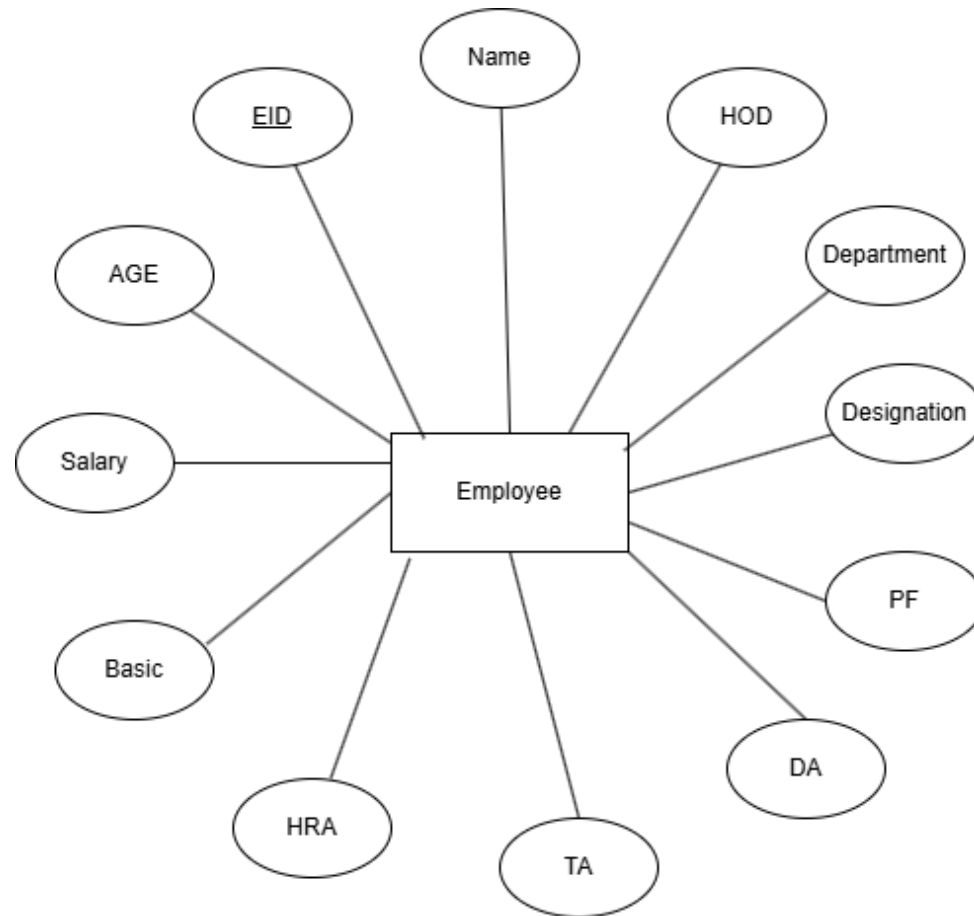 Name
EID
HOD
Department
AGE
Designation
Salary
Employee
PF
Basic
DA
HRA
TA